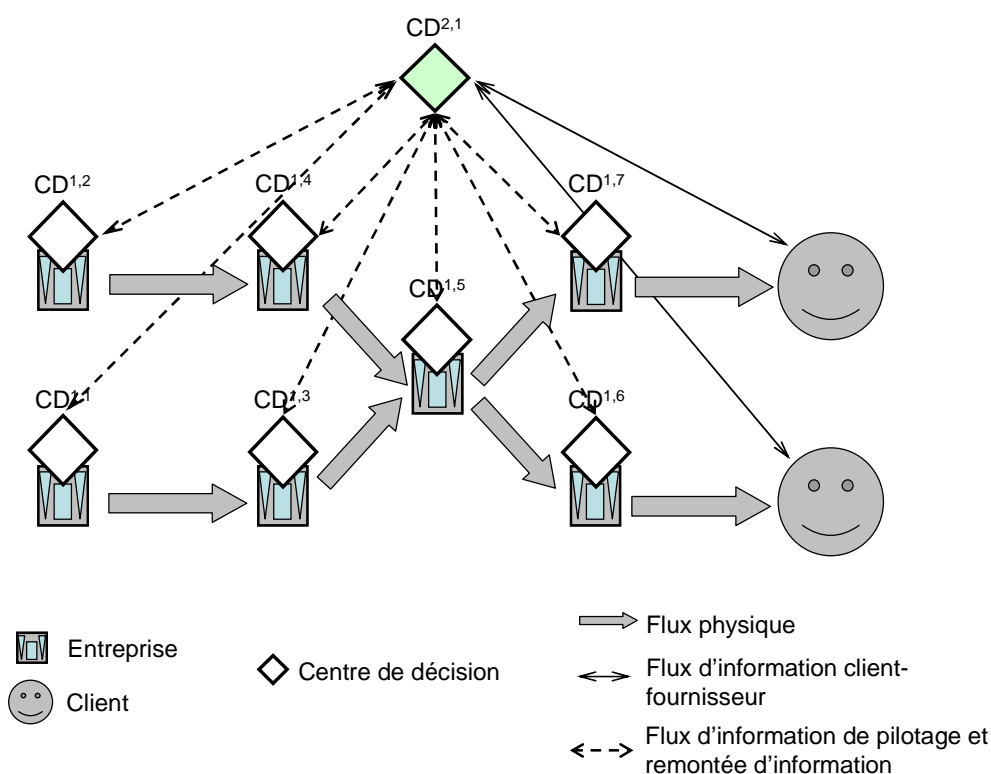 CD2,1
CD1,2
CD1,4
CD1,7
CD1,5
CD1,1
CD1,3
CD1,6
Entreprise
Client
Centre de décision
Flux physique
Flux d'information client-
fournisseur
Flux d'information de pilotage et
remontée d'information